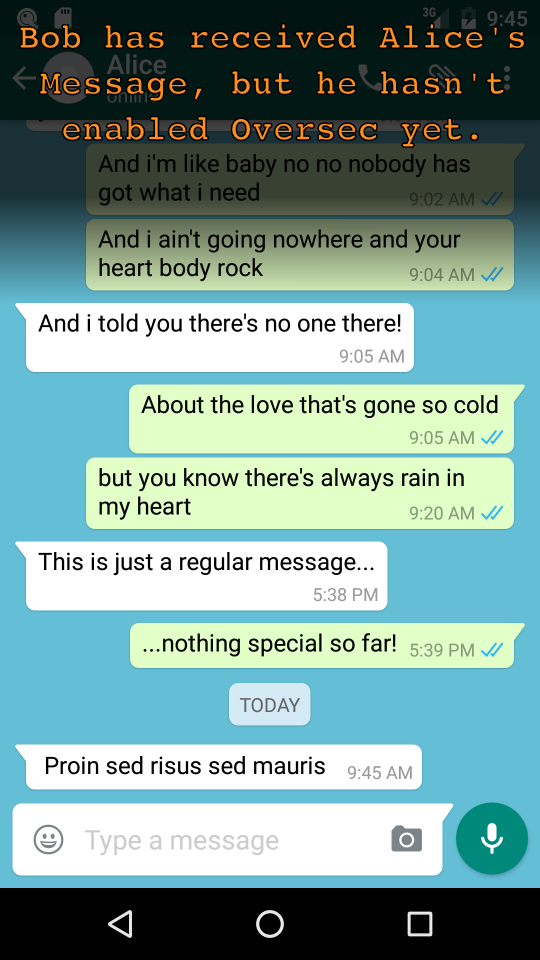 3G 9:45
Bob has received Alice's
Message, but he hasn't
enabled Oversec yet.
Alice
online
And i'm like baby no no nobody has
got what i need
9:02 AM
And i ain't going nowhere and your
heart body rock
9:04 AM
And i told you there's no one there!
9:05 AM
About the love that's gone so cold
9:05 AM
but you know there's always rain in
my heart
9:20 AM
This is just a regular message...
5:38 PM
...nothing special so far! 5:39 PM
TODAY
Proin sed risus sed mauris 9:45 AM
Type a message